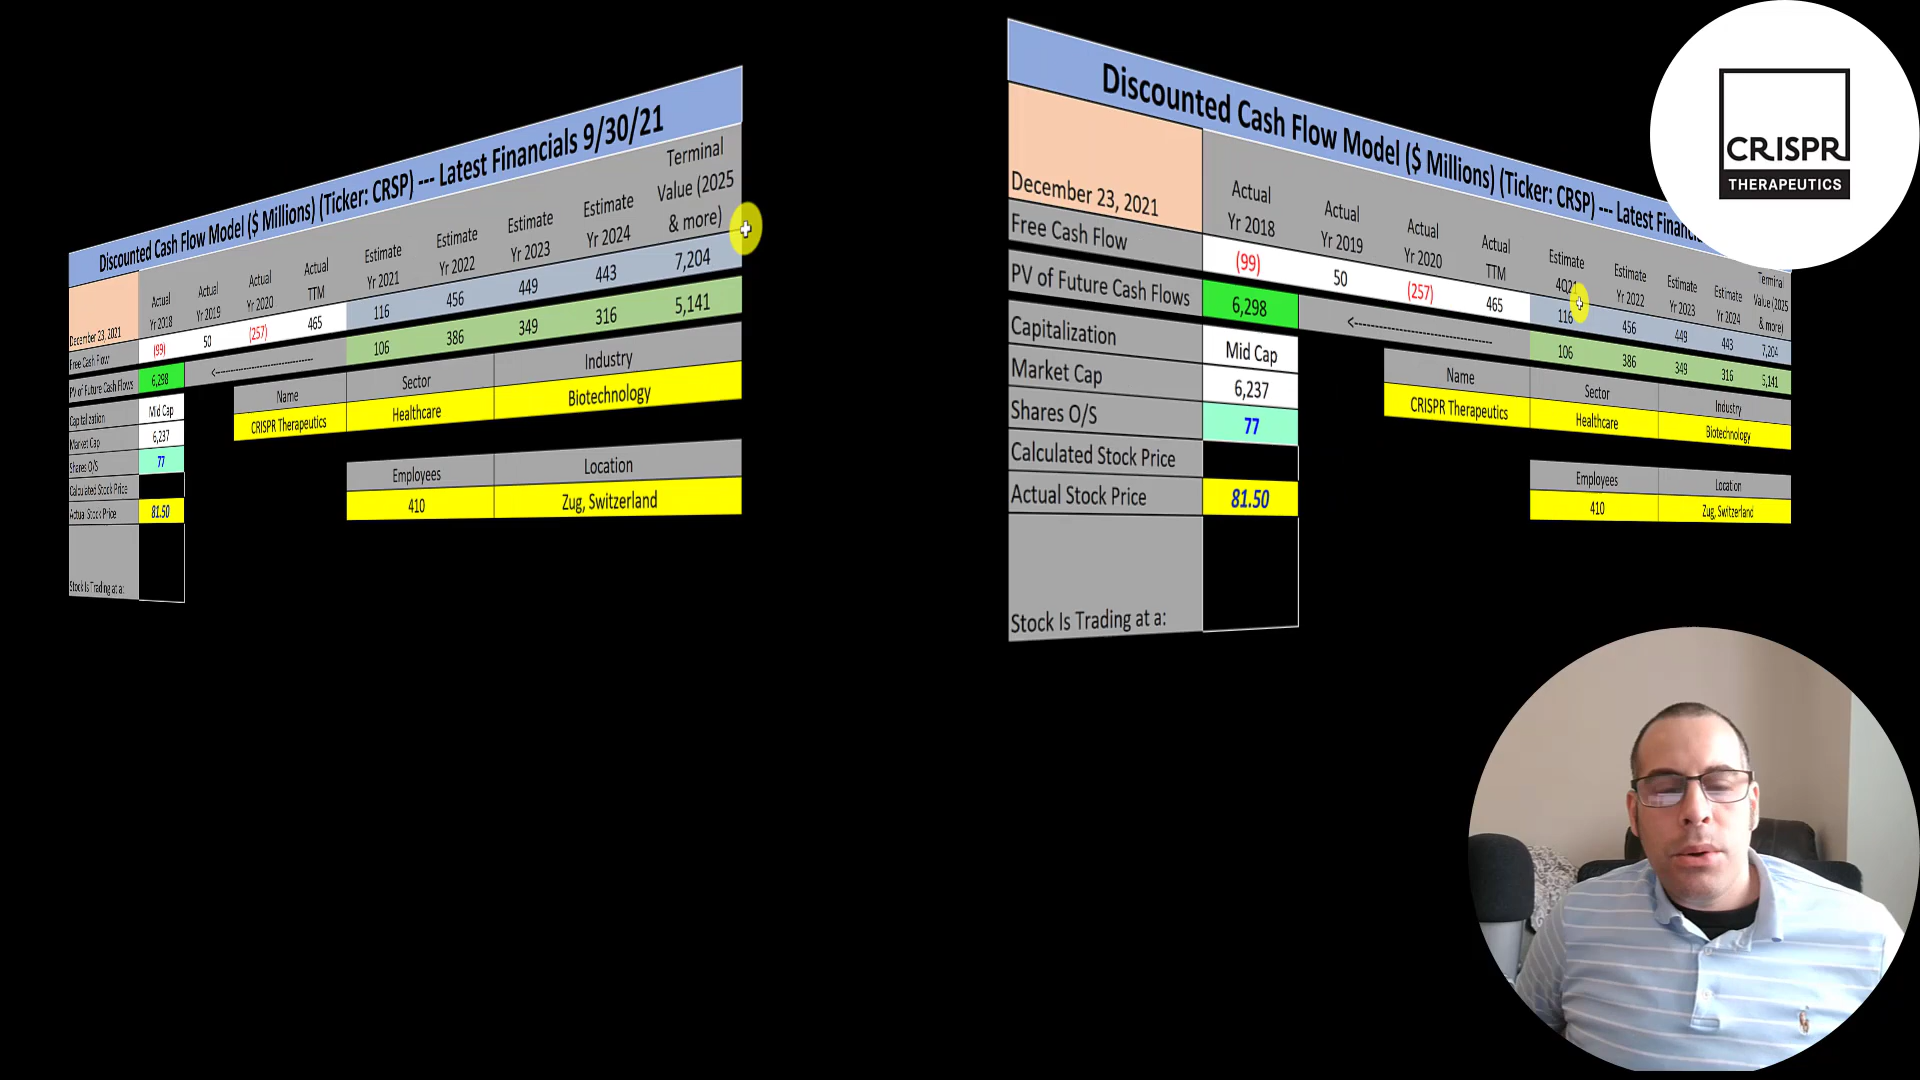 Discounted Cash Flow Model ($ Millions) (Ticker: CRSP) --- Latest Financials 9/30/21
December 23, 2021
Actual Yr 2018
Actual Yr 2019
Actual Yr 2020
Actual TTM
Estimate Yr 2021
Estimate Yr 2022
Estimate Yr 2023
Estimate Yr 2024
Terminal Value (2025 & more)
Free Cash Flow (99) 50 (257) 465 116 456 449 443 7,204
PV of Future Cash Flows 6,298 <-------------------- 106 386 349 316 5,141
Capitalization Mid Cap
Market Cap 6,237
Shares O/S 77
Calculated Stock Price
Actual Stock Price 81.50
Stock Is Trading at a:
Name Sector Industry
CRISPR Therapeutics Healthcare Biotechnology
Employees Location
410 Zug, Switzerland
Discounted Cash Flow Model ($ Millions) (Ticker: CRSP) --- Latest
December 23, 2021
Actual Yr 2018
Actual Yr 2019
Actual Yr 2020
Actual TTM
Estimate 4Q21
Estimate Yr 2022
Estimate Yr 2023
Estimate Yr 2024
Terminal Value (2025 & more)
Free Cash Flow (99) 50 (257) 465 116 456 449 443 7,204
PV of Future Cash Flows 6,298 <-------------------- 106 386 349 316 5,141
Capitalization Mid Cap
Market Cap 6,237
Shares O/S 77
Calculated Stock Price
Actual Stock Price 81.50
Stock Is Trading at a:
Name Sector Industry
CRISPR Therapeutics Healthcare Biotechnology
Employees Location
410 Zug, Switzerland
CRISPR
THERAPEUTICS